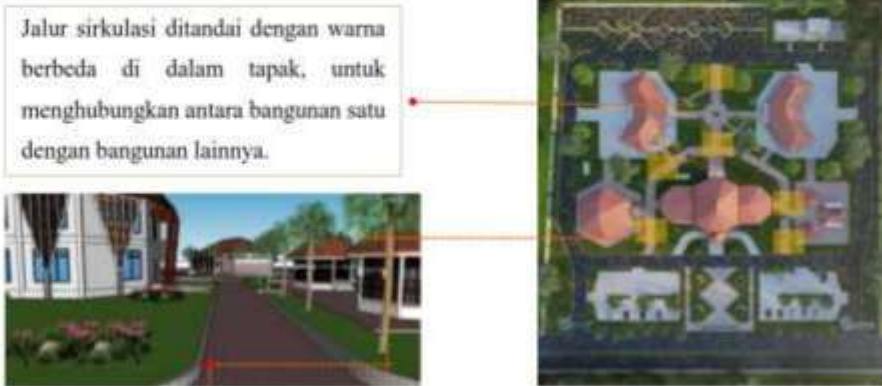 Jalur sirkulasi ditandai dengan warna
berbeda di dalam tapak, untuk
menghubungkan antara bangunan satu
dengan bangunan lainnya.